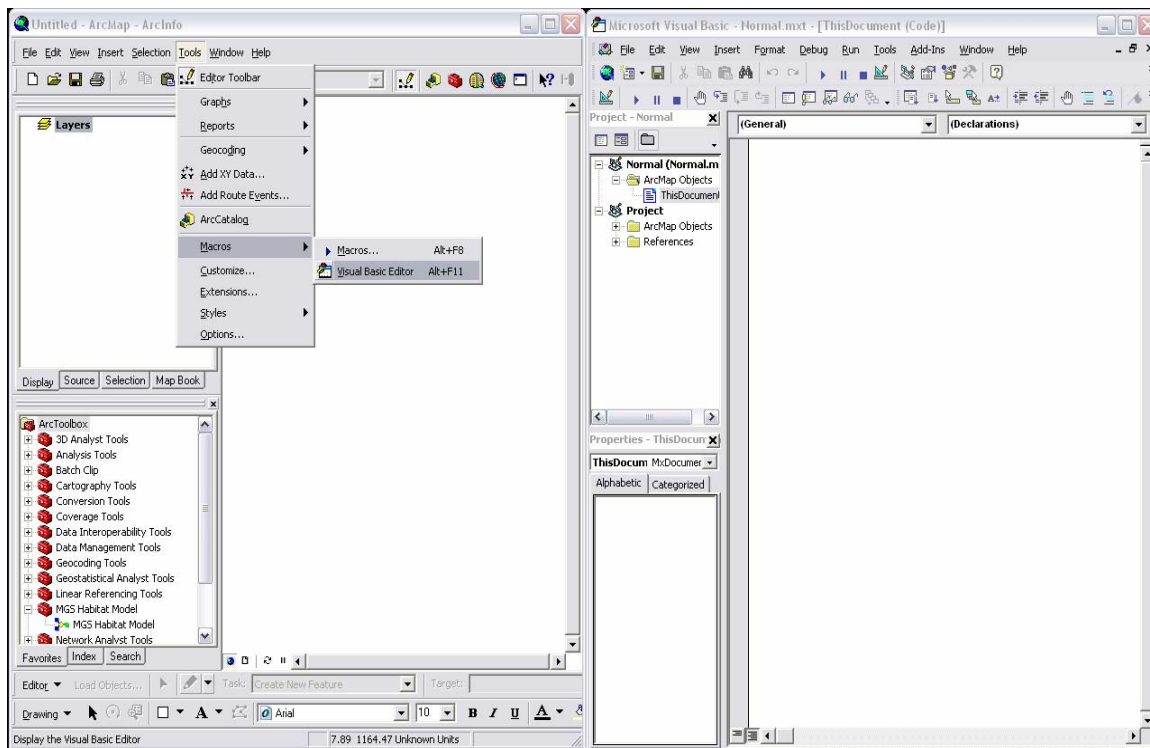 Untitled - ArcMap - ArcInfo
File Edit View Insert Selection Tools Window Help
Layers
Editor Toolbar
Graphs
Reports
Geocoding
Add XY Data...
Add Route Events...
ArcCatalog
Macros
Customize...
Extensions...
Styles
Options...
Macros... Alt+F8
Visual Basic Editor Alt+F11
Display Source Selection Map Book
ArcToolbox
3D Analyst Tools
Analysis Tools
Batch Clip
Cartography Tools
Conversion Tools
Coverage Tools
Data Interoperability Tools
Data Management Tools
Geocoding Tools
Geostatistical Analyst Tools
Linear Referencing Tools
MGS Habitat Model
MGS Habitat Model
Network Analyst Tools
Favorites Index Search
Editor Load Objects... Task: Create New Feature Target:
Drawing A Arial 10 B I U A
Display the Visual Basic Editor 7.89 1164.47 Unknown Units
Microsoft Visual Basic - Normal.mxt - [ThisDocument (Code)]
File Edit View Insert Format Debug Run Tools Add-Ins Window Help
Project - Normal
(General) (Declarations)
Normal (Normal.m
ArcMap Objects
ThisDocument
Project
ArcMap Objects
References
Properties - ThisDocum
ThisDocum MxDocumer
Alphabetic Categorized